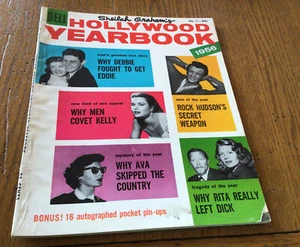 DELL
Sheilah Graham's
HOLLYWOOD
YEARBOOK
1956
year's greatest love story
WHY DEBBIE
FOUGHT TO GET
EDDIE
man of the year
ROCK HUDSON'S
SECRET
WEAPON
new kind of sex appeal
WHY MEN
COVET KELLY
mystery of the year
WHY AVA
SKIPPED THE
COUNTRY
tragedy of the year
WHY RITA REALLY
LEFT DICK
BONUS! 16 autographed pocket pin-ups